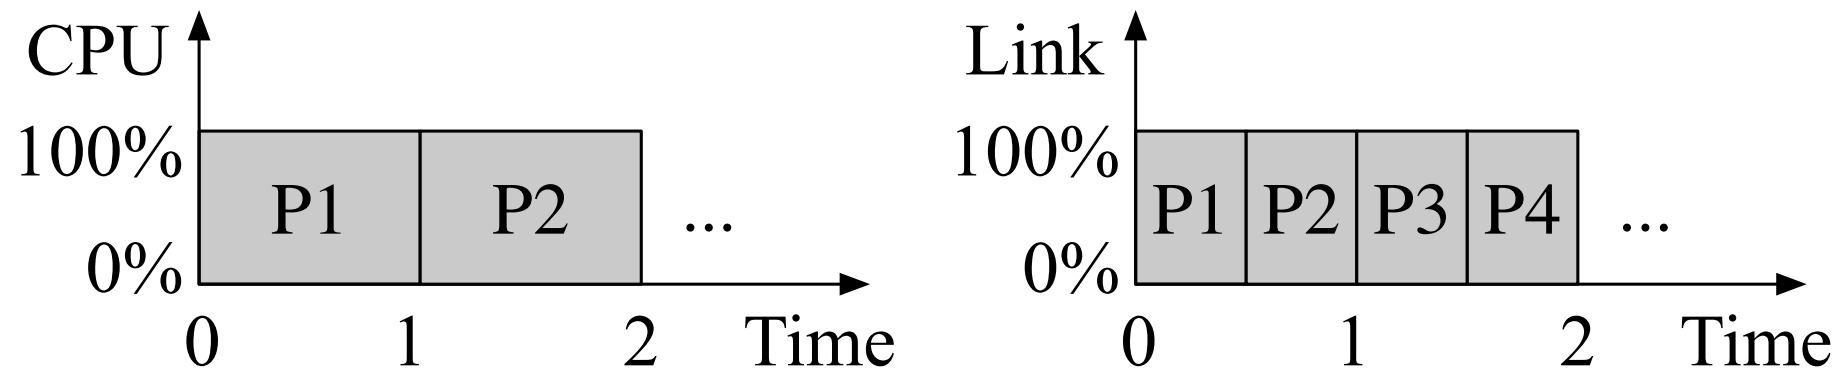 CPU
100%
P1 P2 ...
0%
0 1 2 Time
Link
100%
P1 P2 P3 P4 ...
0%
0 1 2 Time